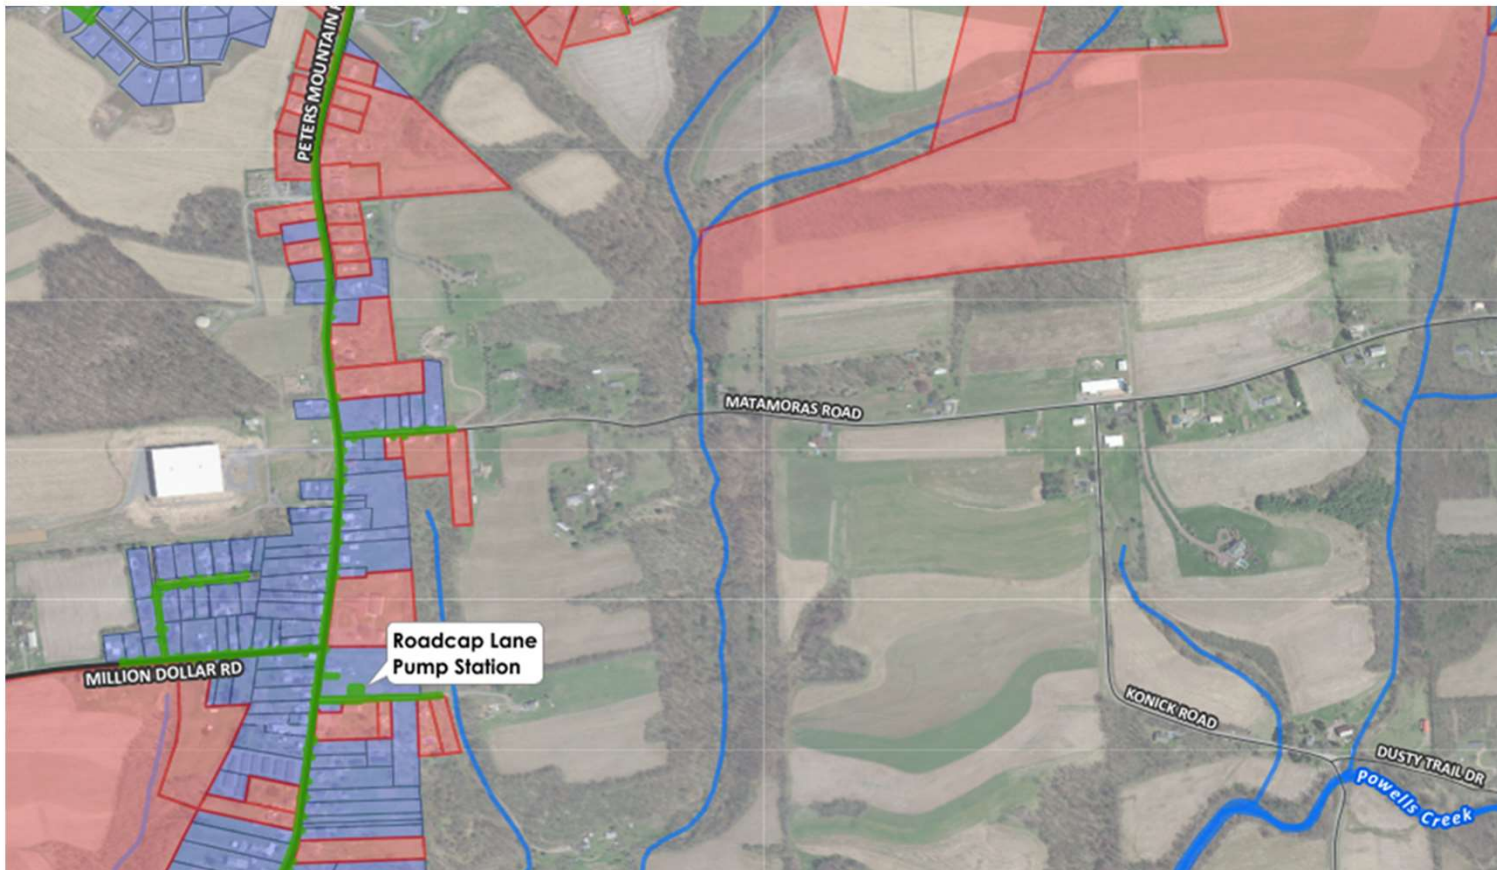 PETERS MOUNTAIN
MATAMORAS ROAD
Roadcap Lane
Pump Station
MILLION DOLLAR RD
KONICK ROAD
DUSTY TRAIL DR
Powells Creek